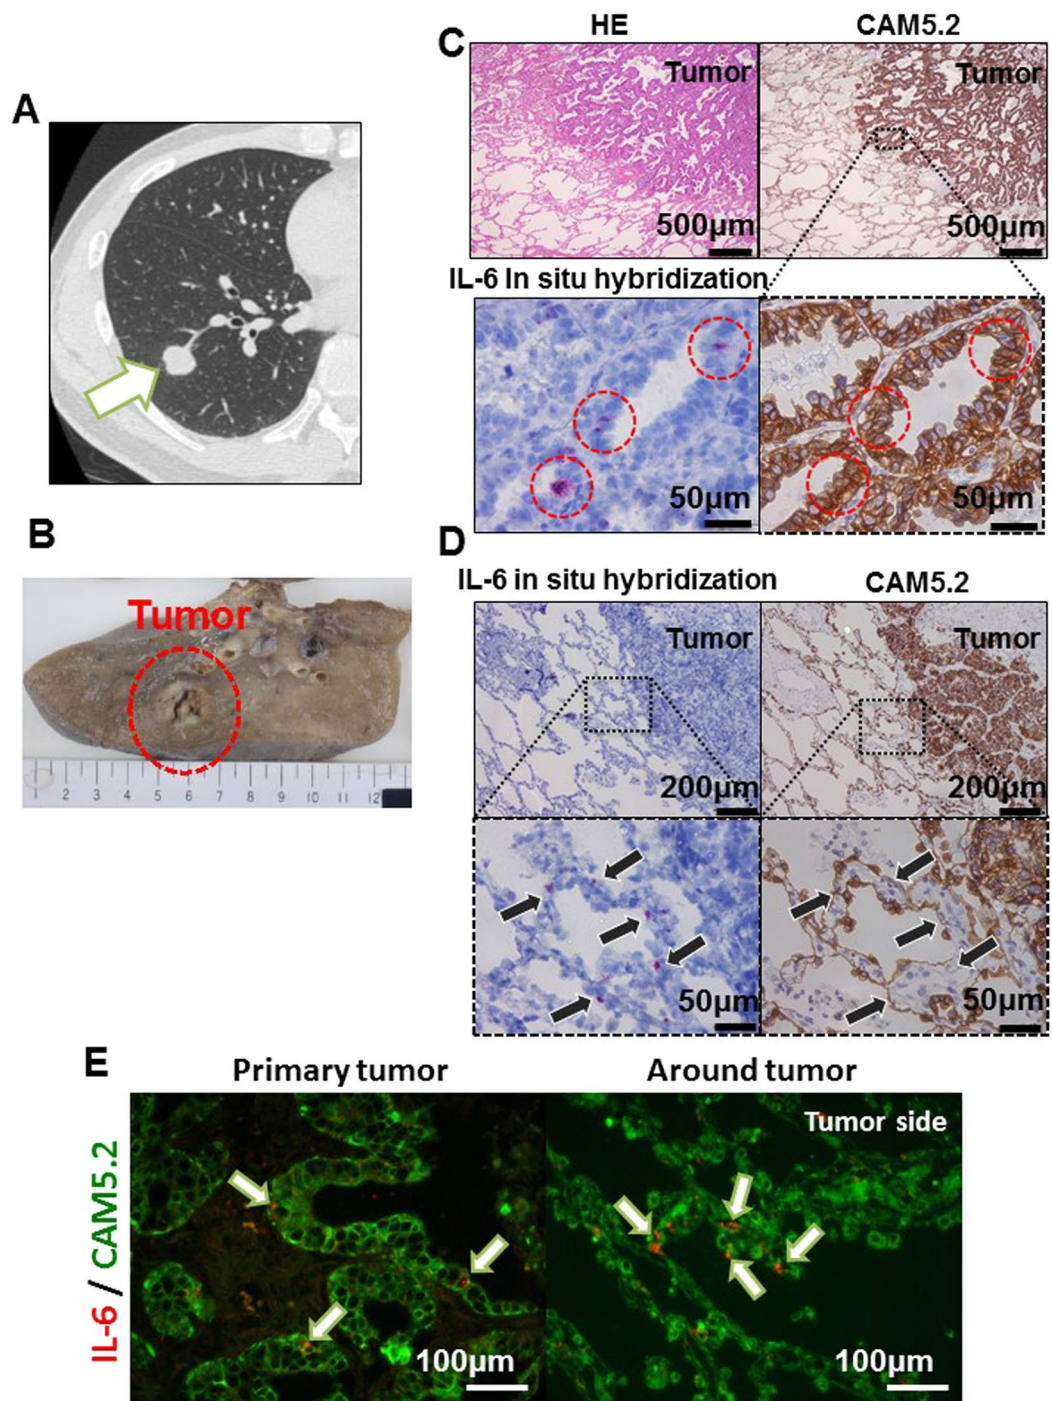 A
B
Tumor
2 3 4 5 6 7 8 9 10 11 12
C
HE
CAM5.2
Tumor
Tumor
500μm
500μm
IL-6 In situ hybridization
50μm
50μm
D
IL-6 in situ hybridization
CAM5.2
Tumor
Tumor
200μm
200μm
50μm
50μm
E
Primary tumor
Around tumor
IL-6 / CAM5.2
Tumor side
100μm
100μm